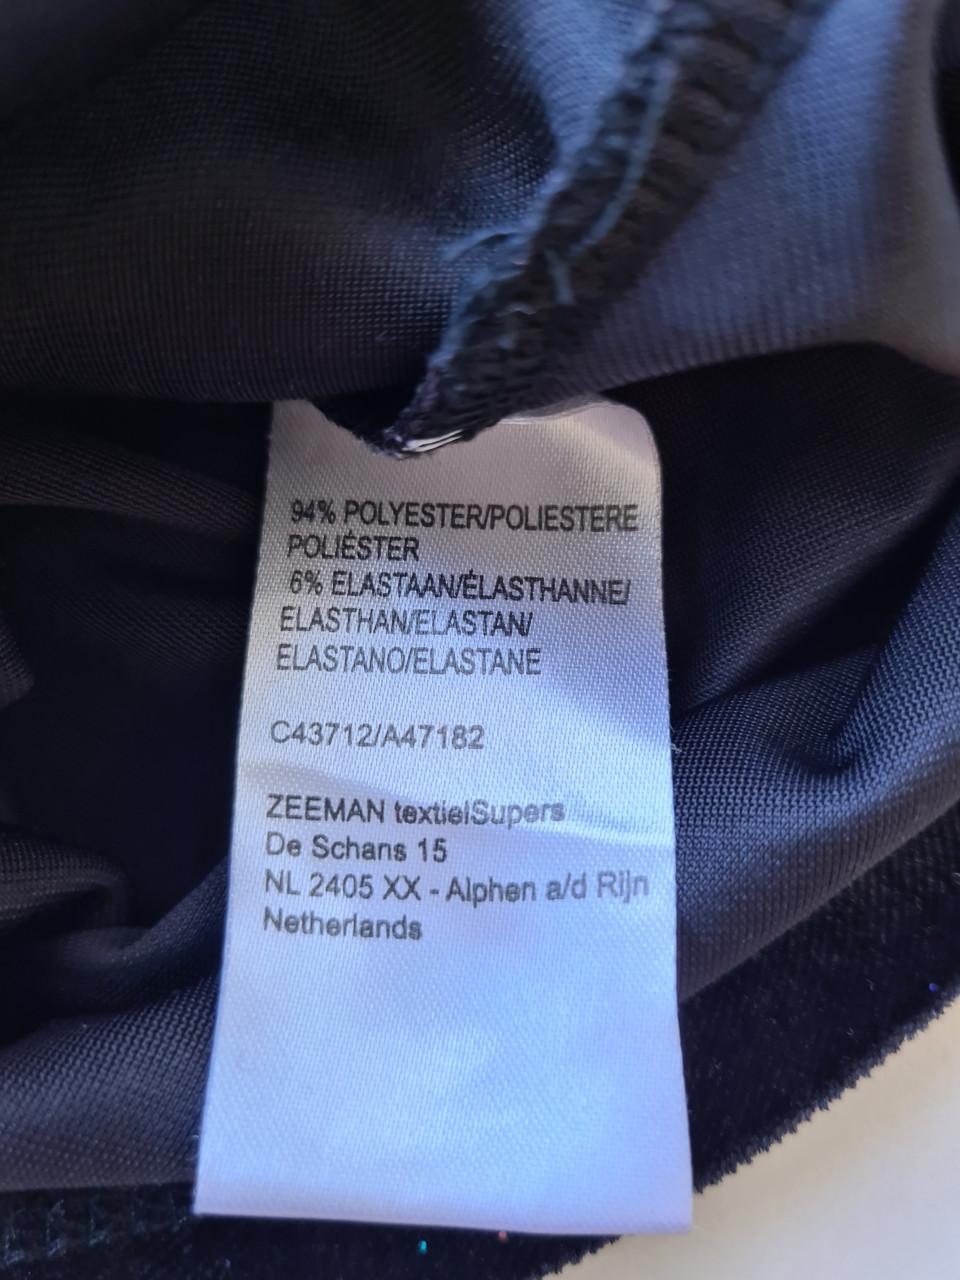 94% POLYESTER/POLIESTERE
POLIÉSTER
6% ELASTAAN/ÉLASTHANNE/
ELASTHAN/ELASTAN/
ELASTANO/ELASTANE
C43712/A47182
ZEEMAN textielSupers
De Schans 15
NL 2405 XX - Alphen a/d Rijn
Netherlands